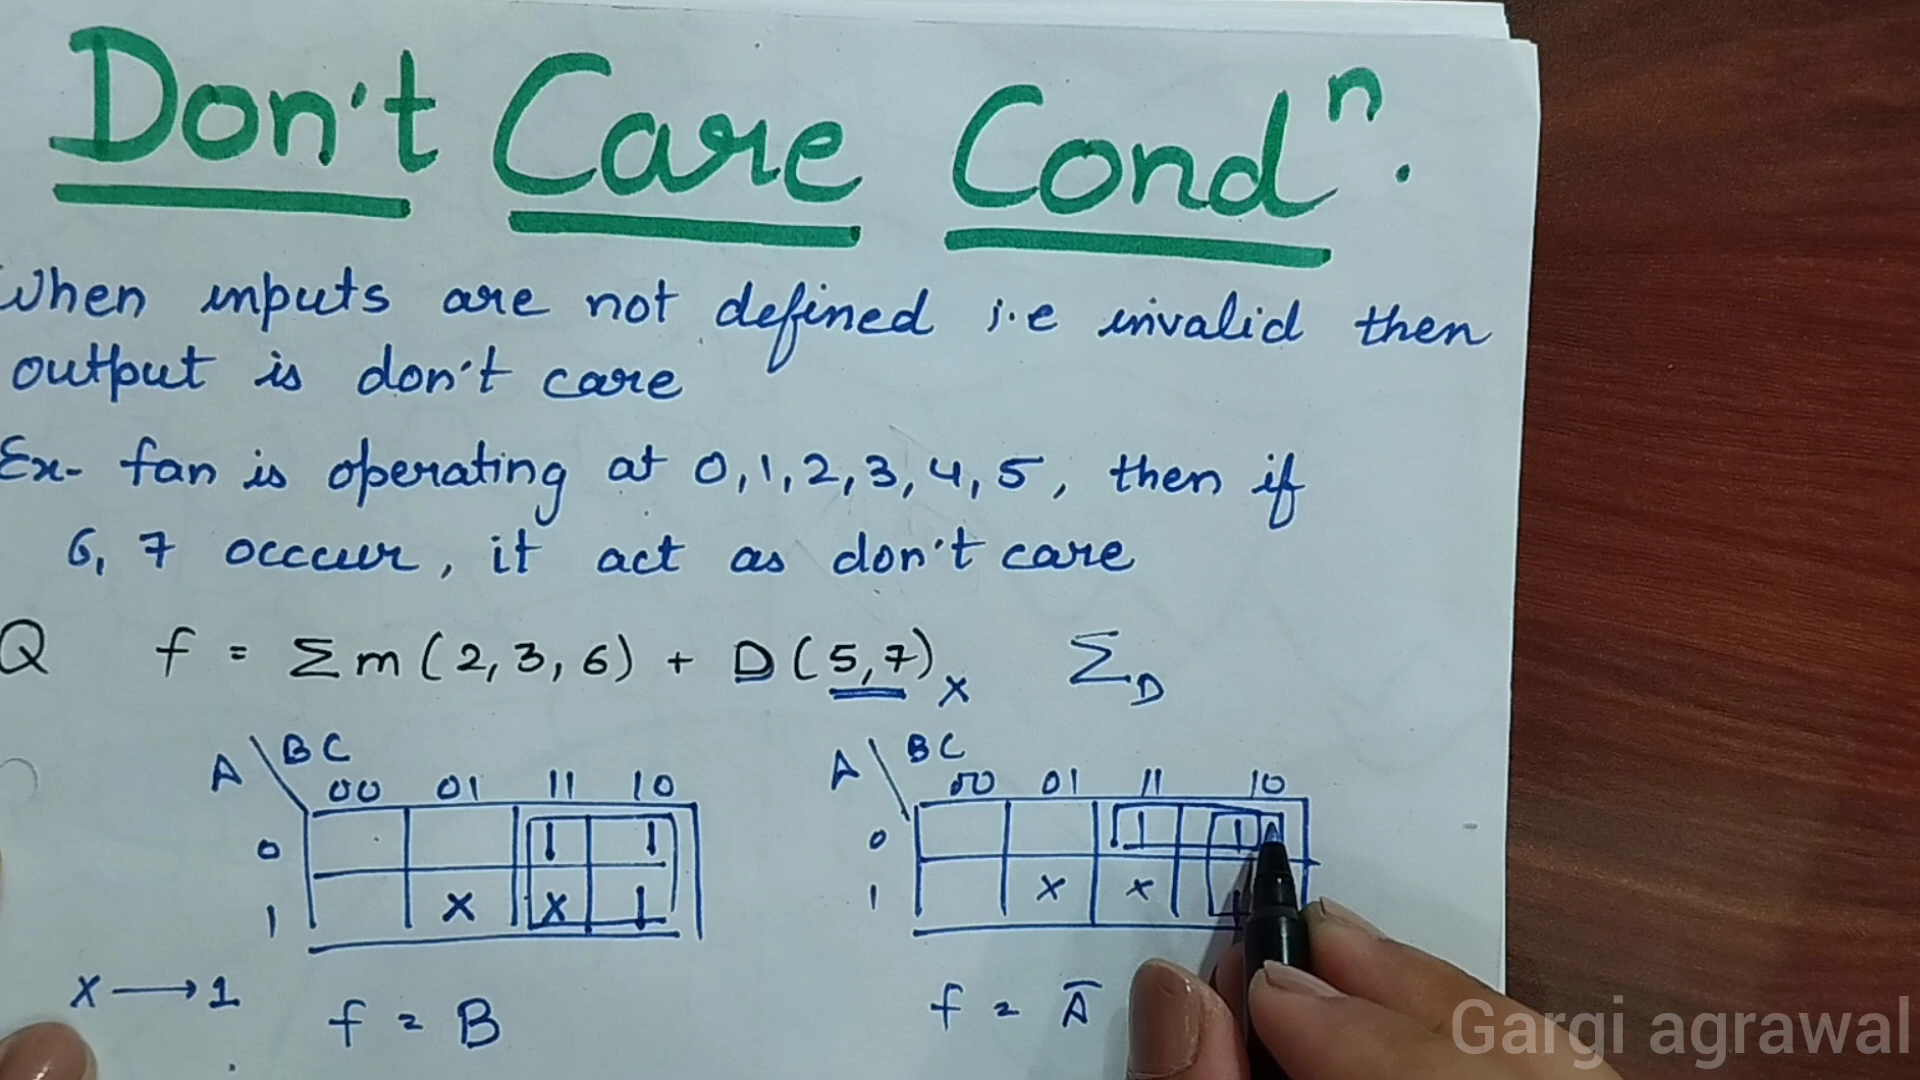 Don't Care Condⁿ.
When inputs are not defined i.e invalid then
output is don't care
Ex- fan is operating at 0,1,2,3,4,5, then if
6, 7 occcur, it act as don't care
Q f = Σm(2,3,6) + D(5,7)x Σ_D
A\BC 00 01 11 10
0 1 1
1 x x 1
A\BC 00 01 11 10
0 1 1
1 x x 1
x → 1 f = B
f = Ā
Gargi agrawal